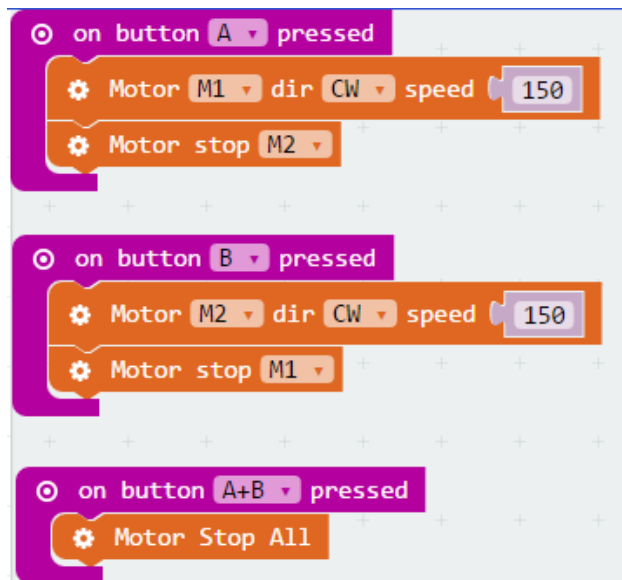 on button A pressed
Motor M1 dir CW speed 150
Motor stop M2
on button B pressed
Motor M2 dir CW speed 150
Motor stop M1
on button A+B pressed
Motor Stop All